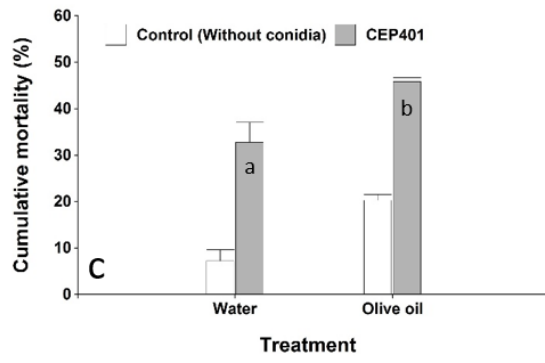 60
Control (Without conidia) CEP401
50
40
30
20
10
0
Cumulative mortality (%)
a
b
C
Water Olive oil
Treatment